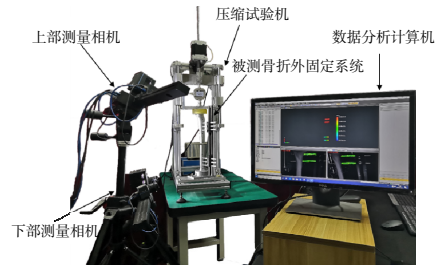 压缩试验机
上部测量相机
数据分析计算机
被测骨折外固定系统
下部测量相机